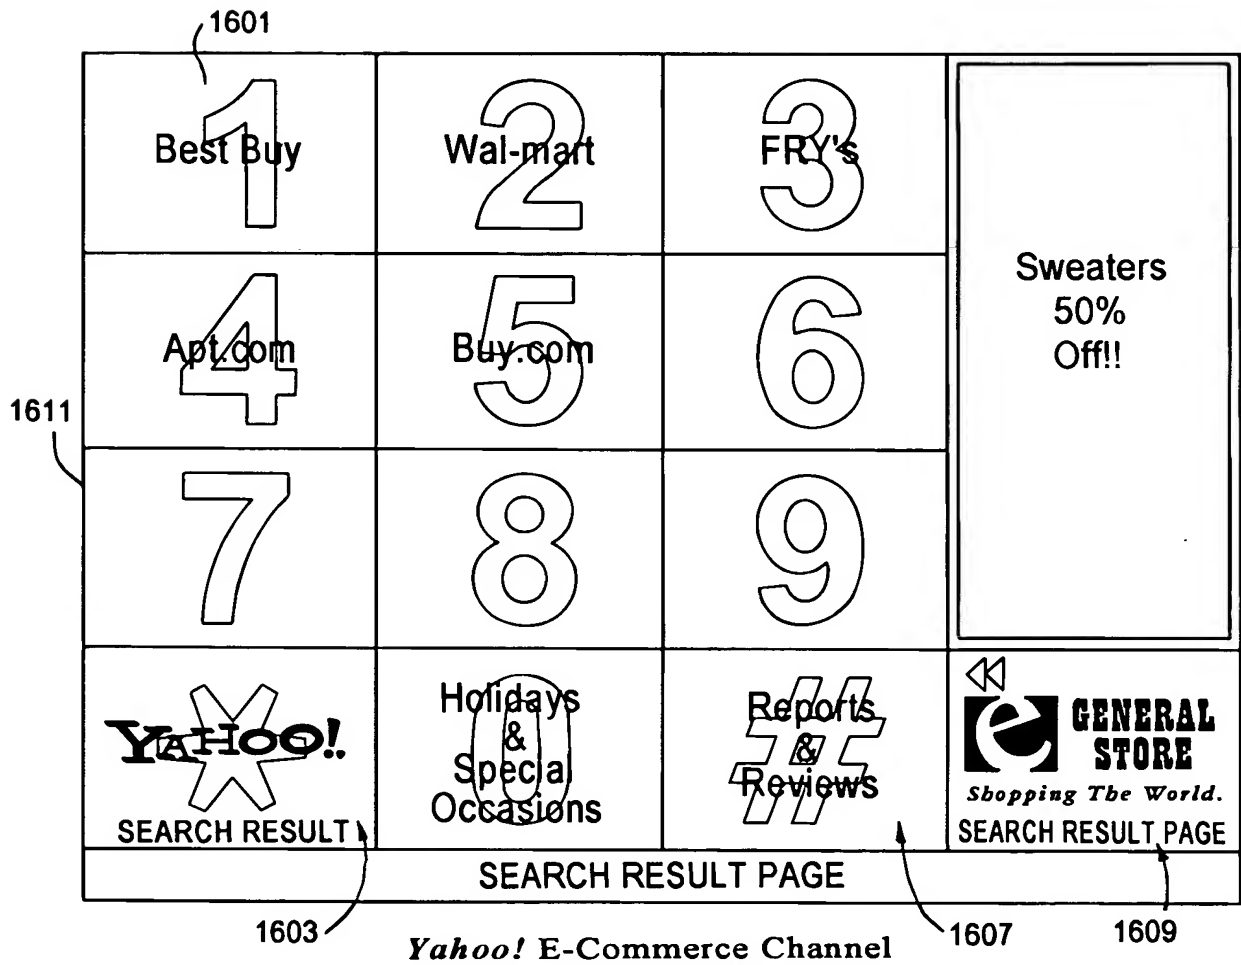 1601
1
Best Buy
2
Wal-mart
3
FRY's
Sweaters
50%
Off!!
4
Apt.com
5
Buy.com
6
1611
7
8
9
*
YAHOO!.
SEARCH RESULT
0
Holidays
&
Special
Occasions
#
Reports
&
Reviews
e GENERAL
STORE
Shopping The World.
SEARCH RESULT PAGE
SEARCH RESULT PAGE
1603
1607
1609
Yahoo! E-Commerce Channel